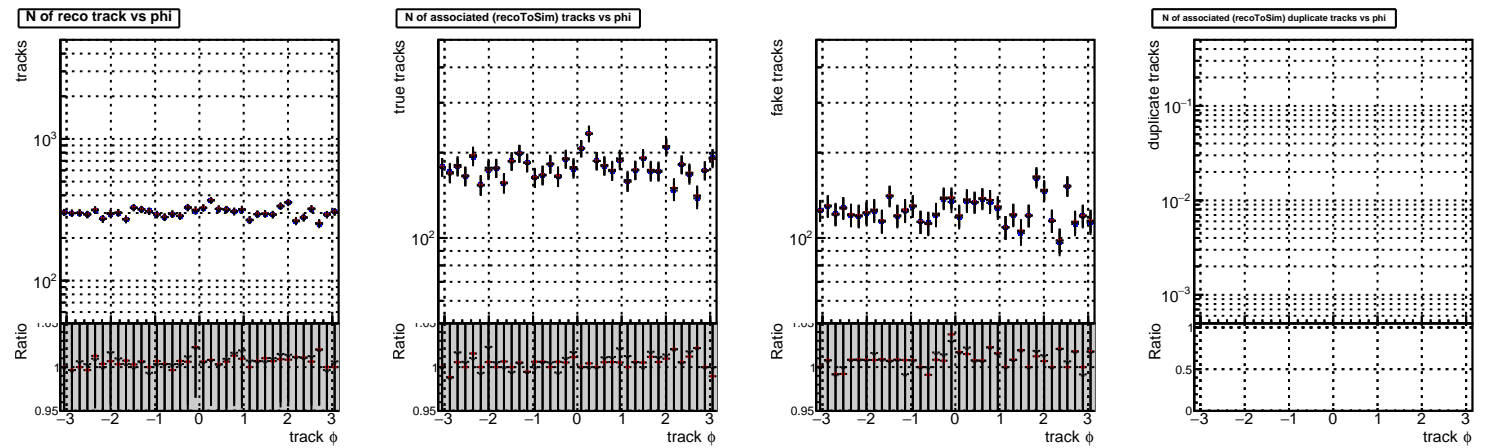 N of reco track vs phi
tracks
10³
10²
Ratio
1
0.95
−3 −2 −1 0 1 2 3
track ϕ
N of associated (recoToSim) tracks vs phi
true tracks
10²
Ratio
1.05
1
0.95
−3 −2 −1 0 1 2 3
track ϕ
fake tracks
10²
Ratio
1.05
1
0.95
−3 −2 −1 0 1 2 3
track ϕ
N of associated (recoToSim) duplicate tracks vs phi
duplicate tracks
10⁻¹
10⁻²
10⁻³
Ratio
1
0.5
0
−3 −2 −1 0 1 2 3
track ϕ